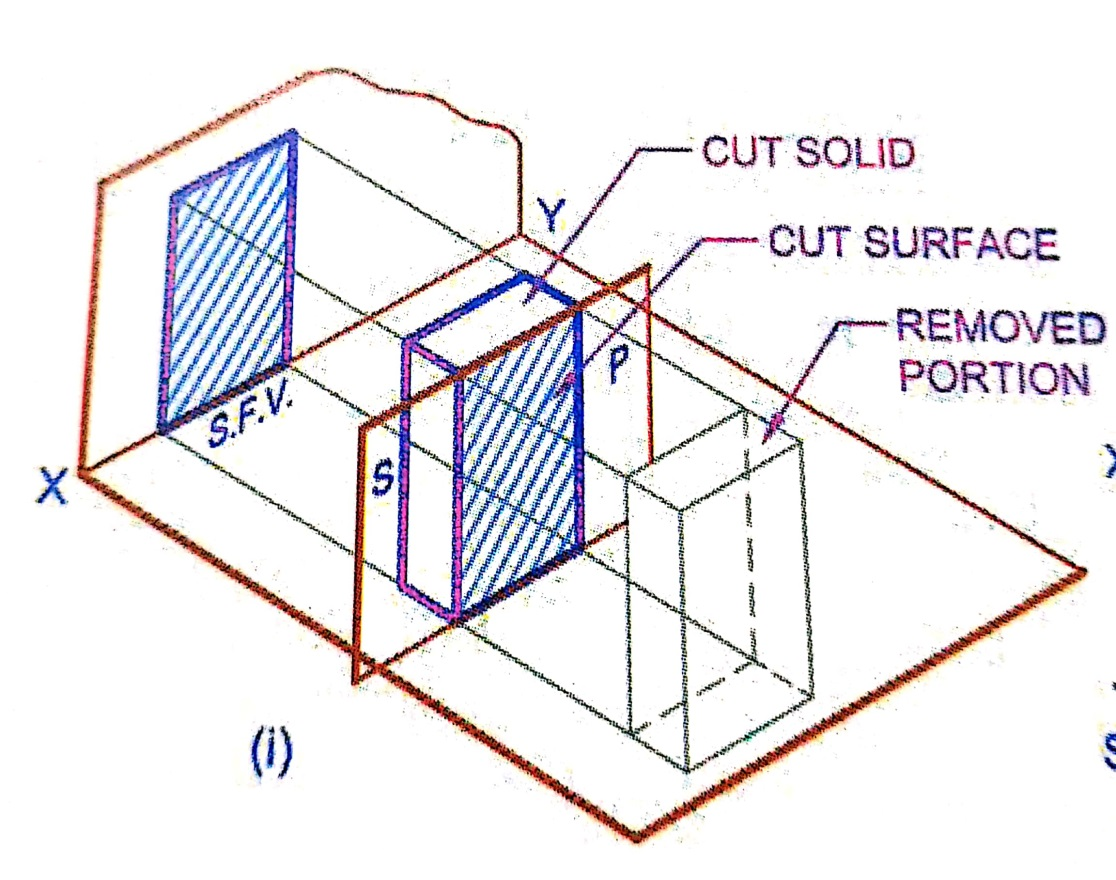 CUT SOLID
Y
CUT SURFACE
REMOVED
PORTION
P
S.F.V.
S
X
(i)